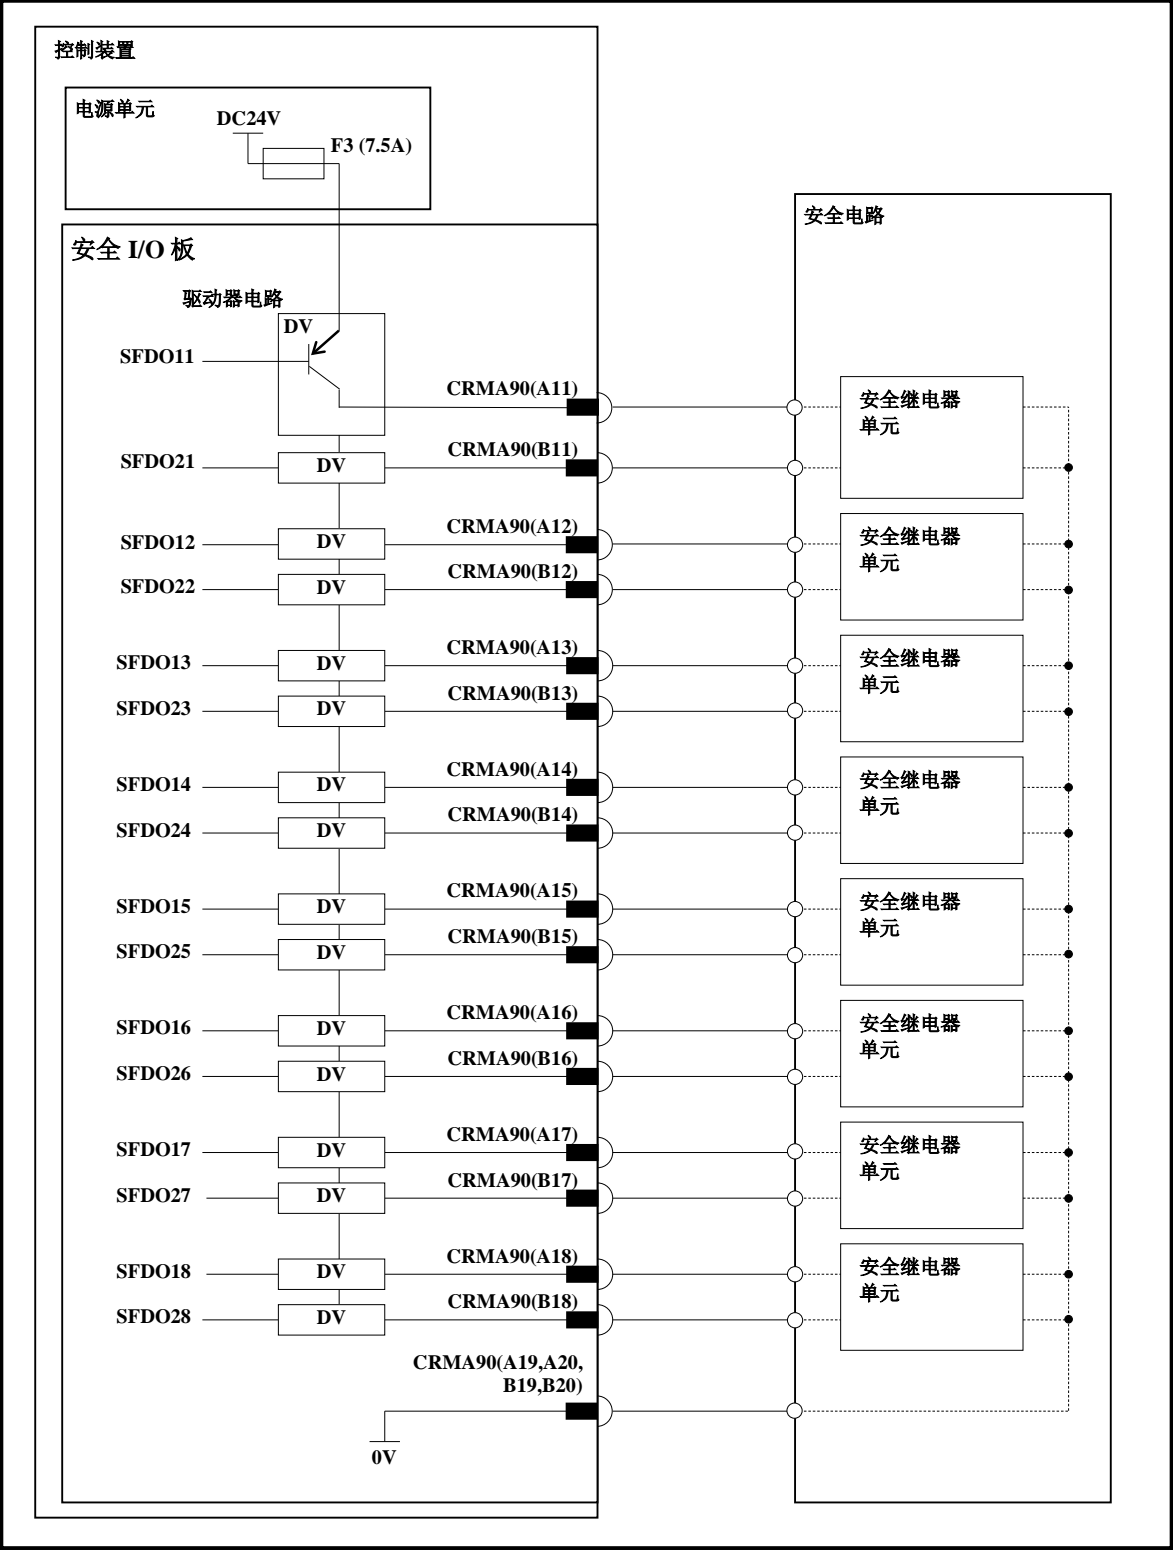 控制装置
电源单元
DC24V
F3 (7.5A)
安全电路
安全 I/O 板
驱动器电路
DV
SFDO11
CRMA90(A11)
安全继电器
单元
SFDO21
DV
CRMA90(B11)
SFDO12
DV
CRMA90(A12)
安全继电器
单元
SFDO22
DV
CRMA90(B12)
SFDO13
DV
CRMA90(A13)
安全继电器
单元
SFDO23
DV
CRMA90(B13)
SFDO14
DV
CRMA90(A14)
安全继电器
单元
SFDO24
DV
CRMA90(B14)
SFDO15
DV
CRMA90(A15)
安全继电器
单元
SFDO25
DV
CRMA90(B15)
SFDO16
DV
CRMA90(A16)
安全继电器
单元
SFDO26
DV
CRMA90(B16)
SFDO17
DV
CRMA90(A17)
安全继电器
单元
SFDO27
DV
CRMA90(B17)
SFDO18
DV
CRMA90(A18)
安全继电器
单元
SFDO28
DV
CRMA90(B18)
CRMA90(A19,A20,
B19,B20)
0V